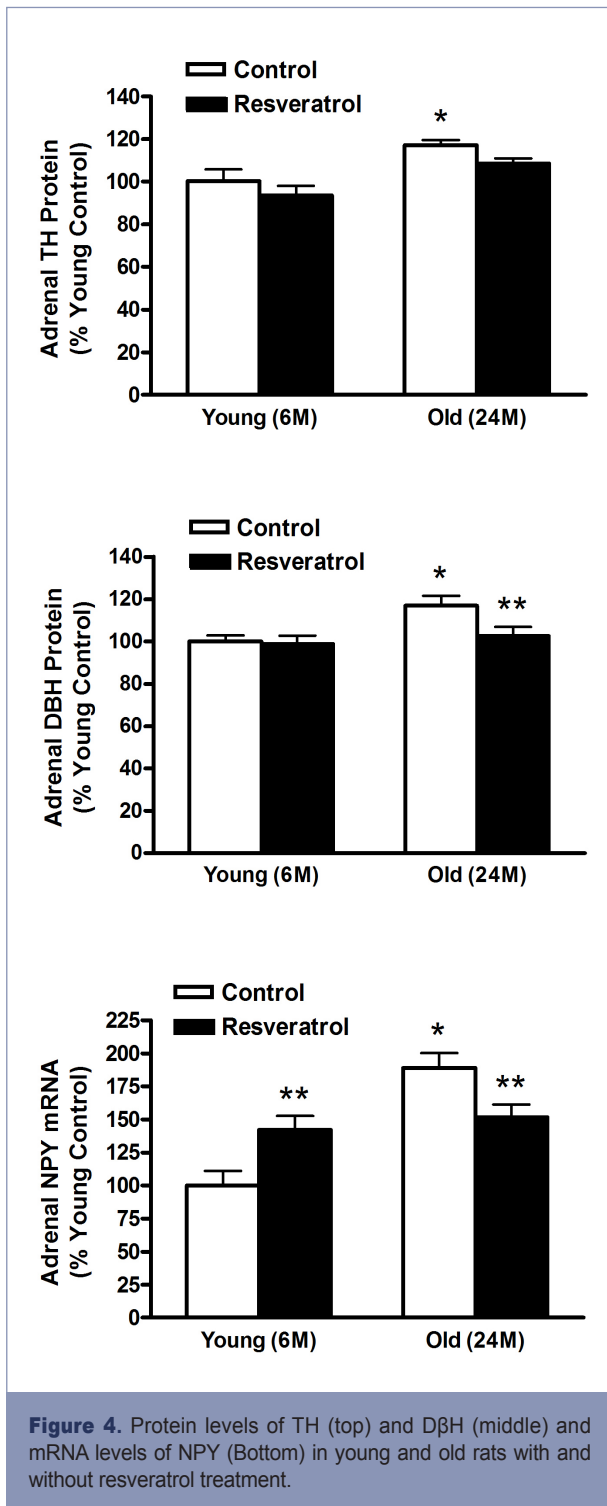 Control
Resveratrol
Adrenal TH Protein
(% Young Control)
140
120
100
80
60
40
20
0
*
Young (6M) Old (24M)
Control
Resveratrol
Adrenal DBH Protein
(% Young Control)
140
120
100
80
60
40
20
0
*
**
Young (6M) Old (24M)
Control
Resveratrol
Adrenal NPY mRNA
(% Young Control)
225
200
175
150
125
100
75
50
25
0
**
*
**
Young (6M) Old (24M)
Figure 4. Protein levels of TH (top) and DβH (middle) and
mRNA levels of NPY (Bottom) in young and old rats with and
without resveratrol treatment.